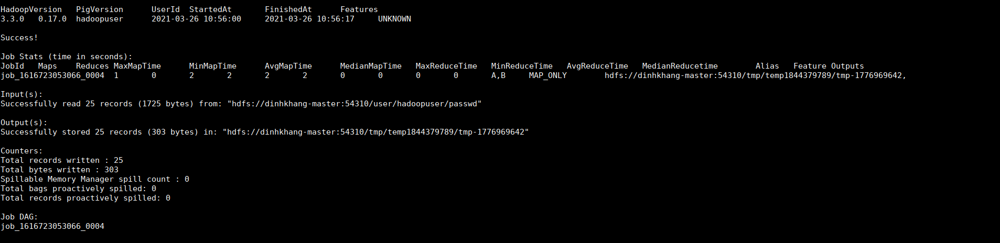 HadoopVersion PigVersion UserId StartedAt FinishedAt Features
3.3.0 0.17.0 hadoopuser 2021-03-26 10:56:00 2021-03-26 10:56:17 UNKNOWN
Success!
Job Stats (time in seconds):
JobId Maps Reduces MaxMapTime MinMapTime AvgMapTime MedianMapTime MaxReduceTime MinReduceTime AvgReduceTime MedianReducetime Alias Feature Outputs
job_1616723053066_0004 1 0 2 2 2 2 0 0 0 0 A,B MAP_ONLY hdfs://dinhkhang-master:54310/tmp/temp1844379789/tmp-1776969642,
Input(s):
Successfully read 25 records (1725 bytes) from: "hdfs://dinhkhang-master:54310/user/hadoopuser/passwd"
Output(s):
Successfully stored 25 records (303 bytes) in: "hdfs://dinhkhang-master:54310/tmp/temp1844379789/tmp-1776969642"
Counters:
Total records written : 25
Total bytes written : 303
Spillable Memory Manager spill count : 0
Total bags proactively spilled: 0
Total records proactively spilled: 0
Job DAG:
job_1616723053066_0004